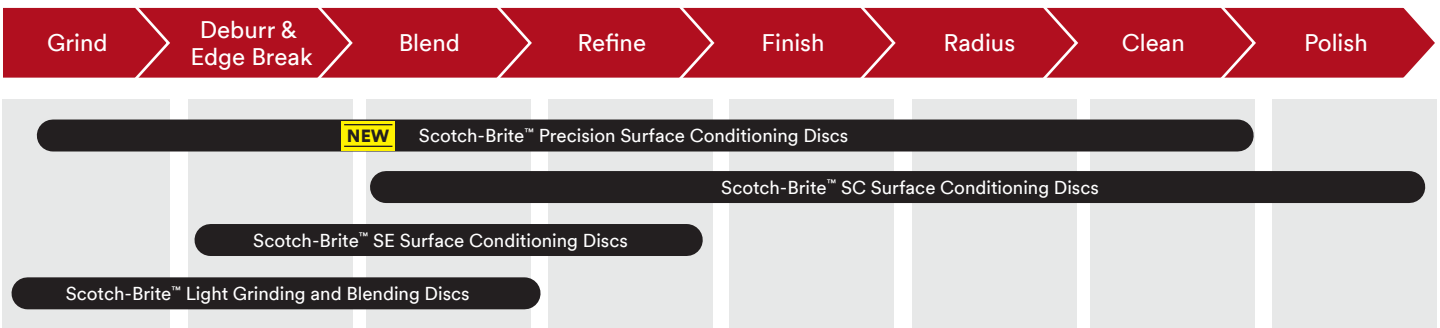 Grind
Deburr &
Edge Break
Blend
Refine
Finish
Radius
Clean
Polish
NEW Scotch-Brite™ Precision Surface Conditioning Discs
Scotch-Brite™ SC Surface Conditioning Discs
Scotch-Brite™ SE Surface Conditioning Discs
Scotch-Brite™ Light Grinding and Blending Discs